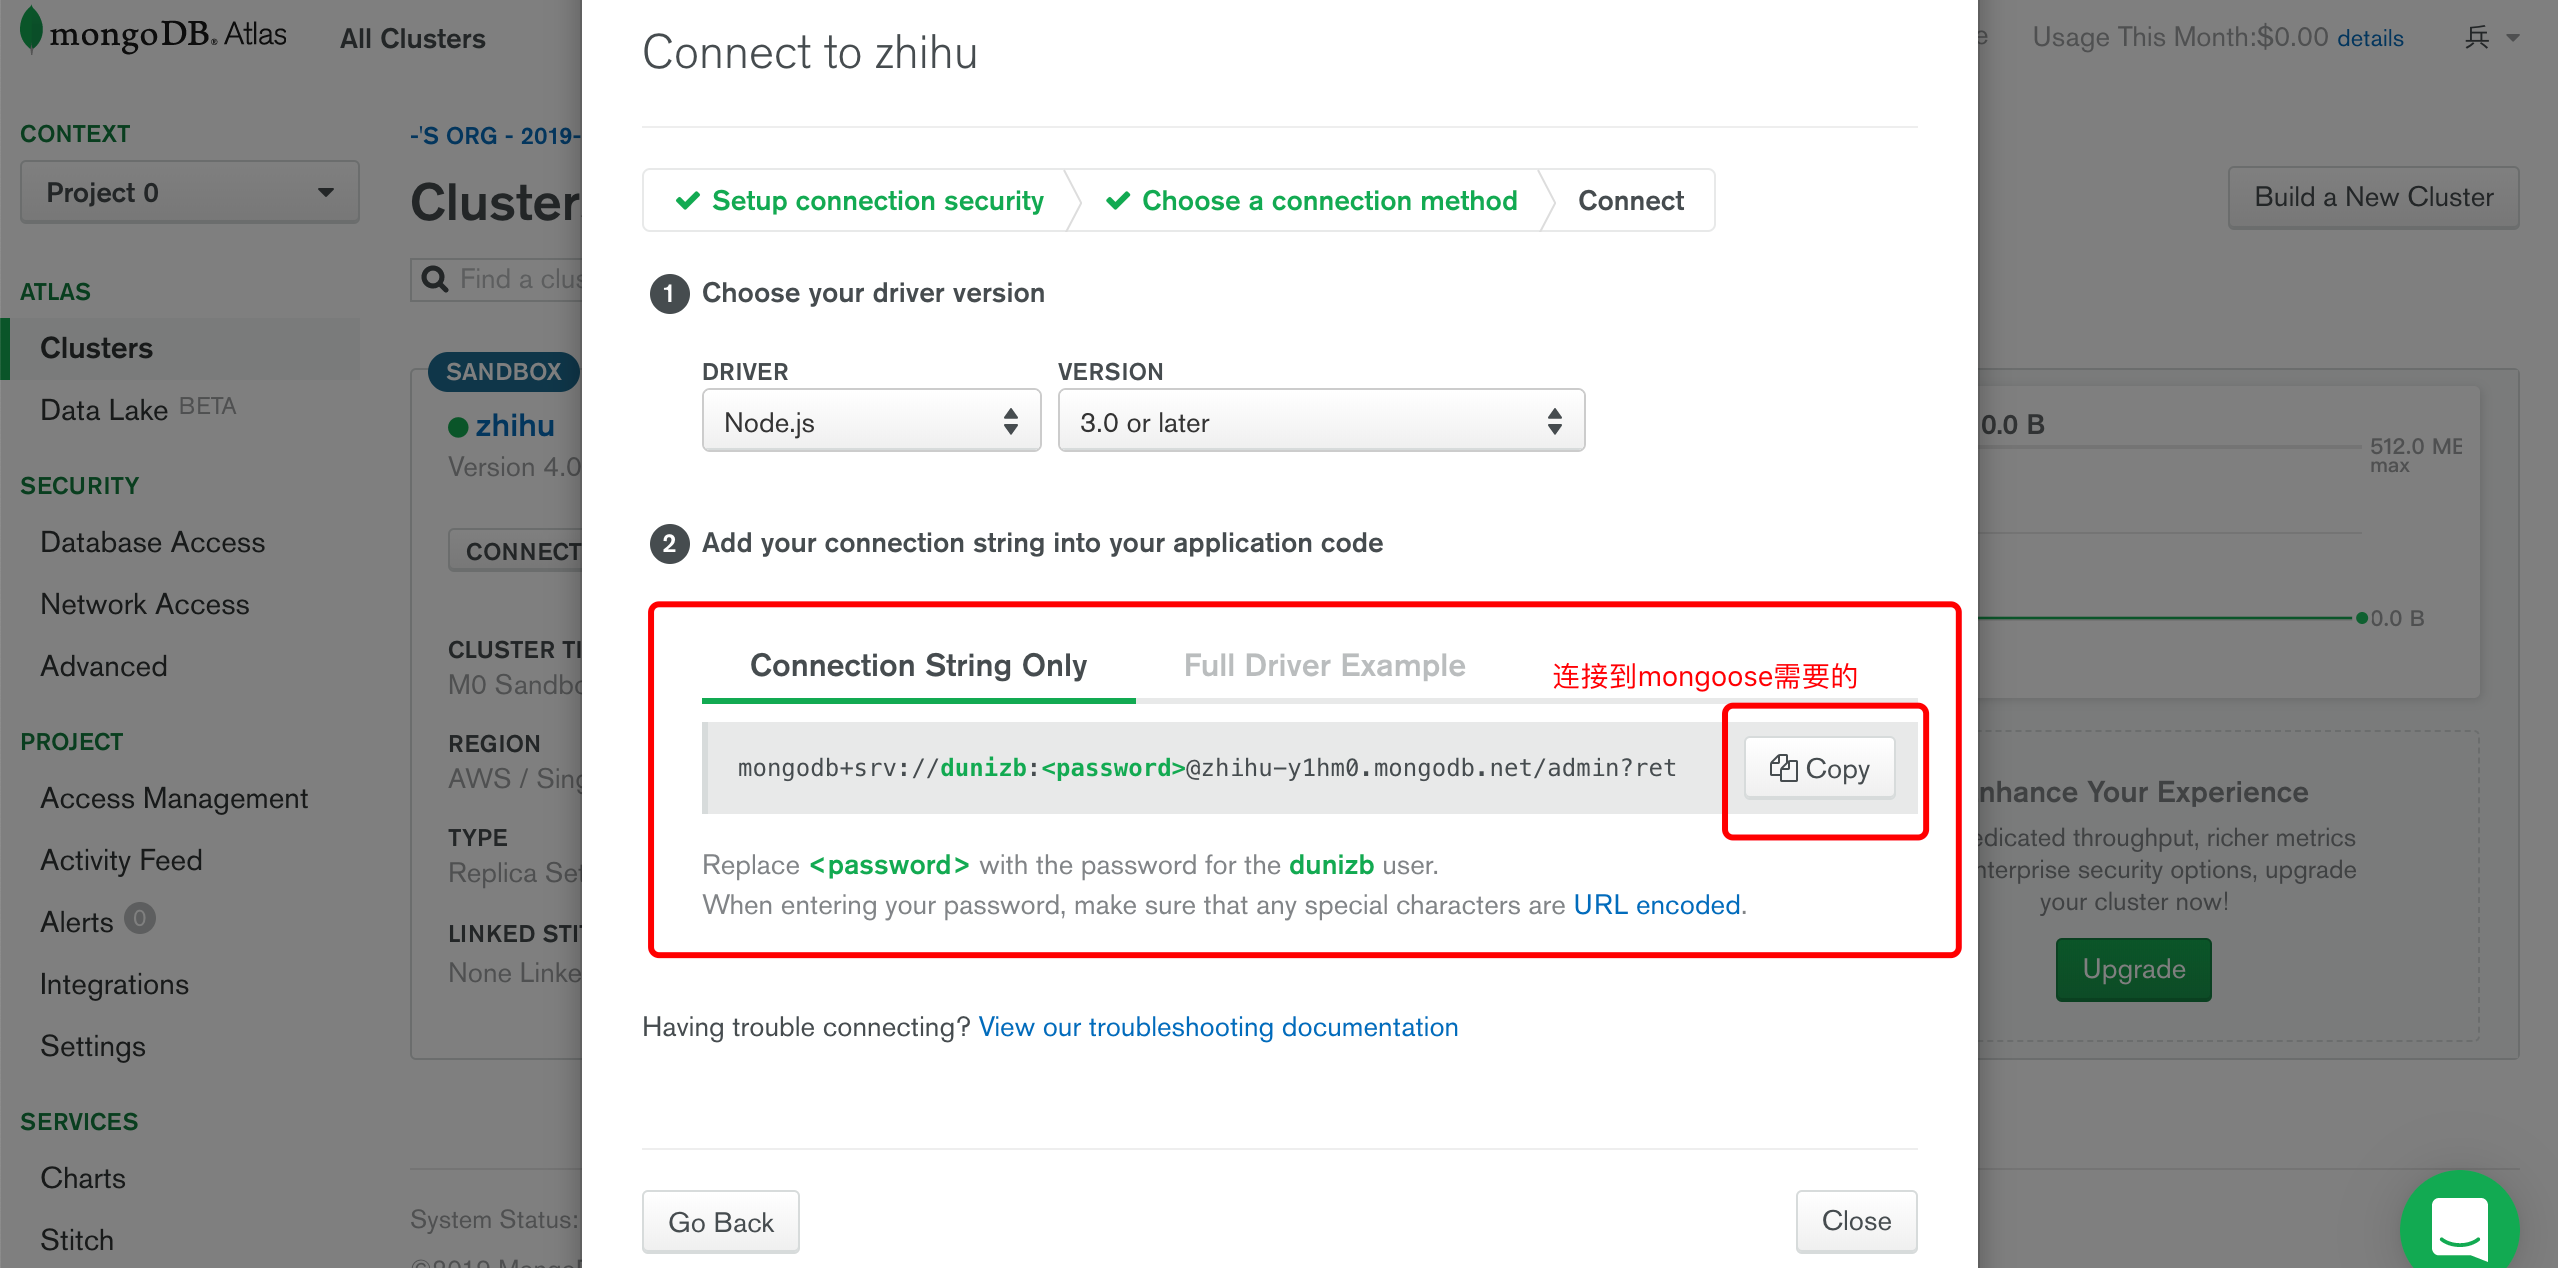 mongoDB. Atlas
All Clusters
Usage This Month:$0.00 details
兵
CONTEXT
Project 0
ATLAS
Clusters
Data Lake BETA
SECURITY
Database Access
Network Access
Advanced
PROJECT
Access Management
Activity Feed
Alerts 0
Integrations
Settings
SERVICES
Charts
Stitch
-'S ORG - 2019-
Cluster
Find a clus
SANDBOX
zhihu
Version 4.0
CONNECT
CLUSTER TI
M0 Sandbo
REGION
AWS / Sing
TYPE
Replica Set
LINKED STIT
None Linke
System Status:
©2019 MongoD
Connect to zhihu
Setup connection security
Choose a connection method
Connect
1 Choose your driver version
DRIVER
VERSION
Node.js
3.0 or later
2 Add your connection string into your application code
Connection String Only
Full Driver Example
连接到mongoose需要的
mongodb+srv://dunizb:<password>@zhihu-y1hm0.mongodb.net/admin?ret
Copy
Replace <password> with the password for the dunizb user.
When entering your password, make sure that any special characters are URL encoded.
Having trouble connecting? View our troubleshooting documentation
Go Back
Close
Build a New Cluster
0.0 B
512.0 MB
max
0.0 B
nhance Your Experience
edicated throughput, richer metrics
nterprise security options, upgrade
your cluster now!
Upgrade